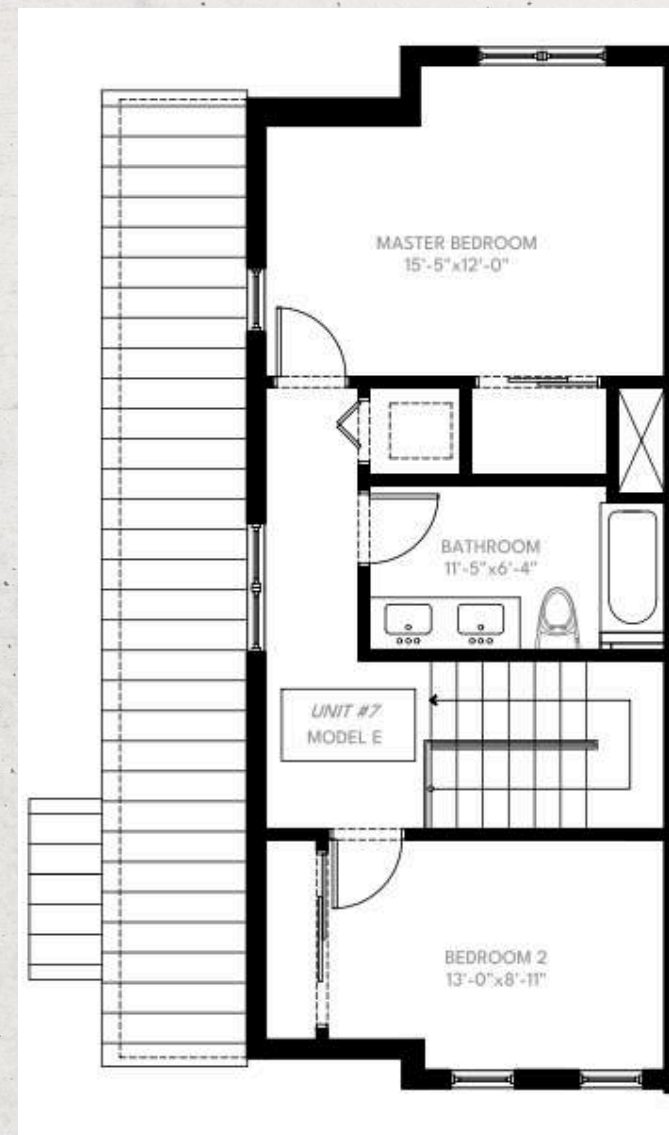 MASTER BEDROOM
15'-5"x12'-0"
BATHROOM
11'-5"x6'-4"
UNIT #7
MODEL E
BEDROOM 2
13'-0"x8'-11"